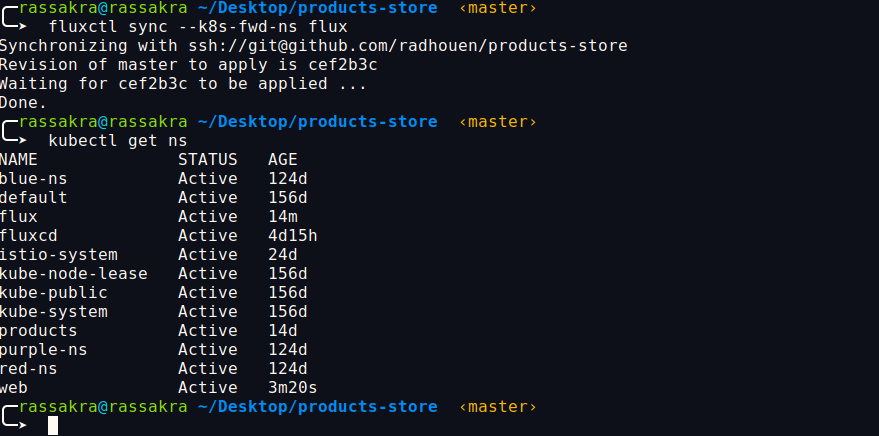 rassakra@rassakra ~/Desktop/products-store ‹master›
➤ fluxctl sync --k8s-fwd-ns flux
Synchronizing with ssh://git@github.com/radhouen/products-store
Revision of master to apply is cef2b3c
Waiting for cef2b3c to be applied ...
Done.
rassakra@rassakra ~/Desktop/products-store ‹master›
➤ kubectl get ns
NAME STATUS AGE
blue-ns Active 124d
default Active 156d
flux Active 14m
fluxcd Active 4d15h
istio-system Active 24d
kube-node-lease Active 156d
kube-public Active 156d
kube-system Active 156d
products Active 14d
purple-ns Active 124d
red-ns Active 124d
web Active 3m20s
rassakra@rassakra ~/Desktop/products-store ‹master›
➤